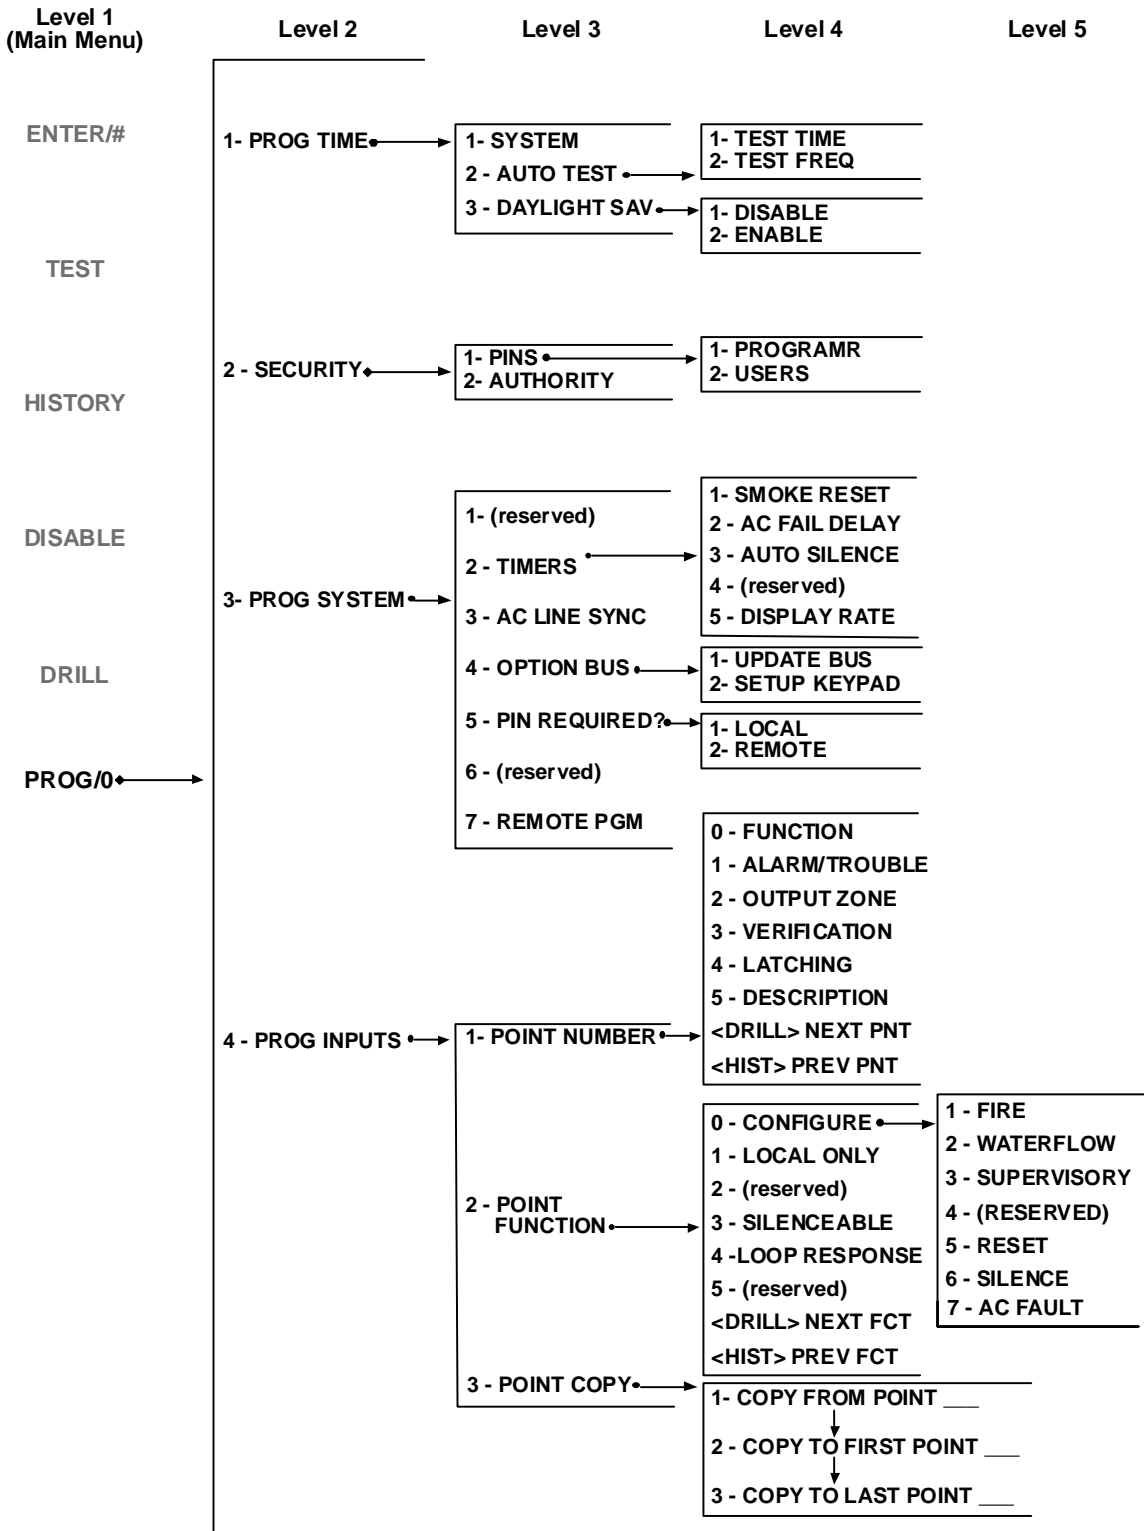 Level 1
(Main Menu)
Level 2
Level 3
Level 4
Level 5
ENTER/#
TEST
HISTORY
DISABLE
DRILL
PROG/0
1- PROG TIME
1- SYSTEM
2 - AUTO TEST
3 - DAYLIGHT SAV
1- TEST TIME
2- TEST FREQ
1- DISABLE
2- ENABLE
2 - SECURITY
1- PINS
2- AUTHORITY
1- PROGRAMR
2- USERS
3- PROG SYSTEM
1- (reserved)
2 - TIMERS
3 - AC LINE SYNC
4 - OPTION BUS
5 - PIN REQUIRED?
6 - (reserved)
7 - REMOTE PGM
1- SMOKE RESET
2 - AC FAIL DELAY
3 - AUTO SILENCE
4 - (reserved)
5 - DISPLAY RATE
1- UPDATE BUS
2- SETUP KEYPAD
1- LOCAL
2- REMOTE
4 - PROG INPUTS
1- POINT NUMBER
0 - FUNCTION
1 - ALARM/TROUBLE
2 - OUTPUT ZONE
3 - VERIFICATION
4 - LATCHING
5 - DESCRIPTION
<DRILL> NEXT PNT
<HIST> PREV PNT
2 - POINT
FUNCTION
0 - CONFIGURE
1 - LOCAL ONLY
2 - (reserved)
3 - SILENCEABLE
4 -LOOP RESPONSE
5 - (reserved)
<DRILL> NEXT FCT
<HIST> PREV FCT
1 - FIRE
2 - WATERFLOW
3 - SUPERVISORY
4 - (RESERVED)
5 - RESET
6 - SILENCE
7 - AC FAULT
3 - POINT COPY
1- COPY FROM POINT ___
2 - COPY TO FIRST POINT ___
3 - COPY TO LAST POINT ___